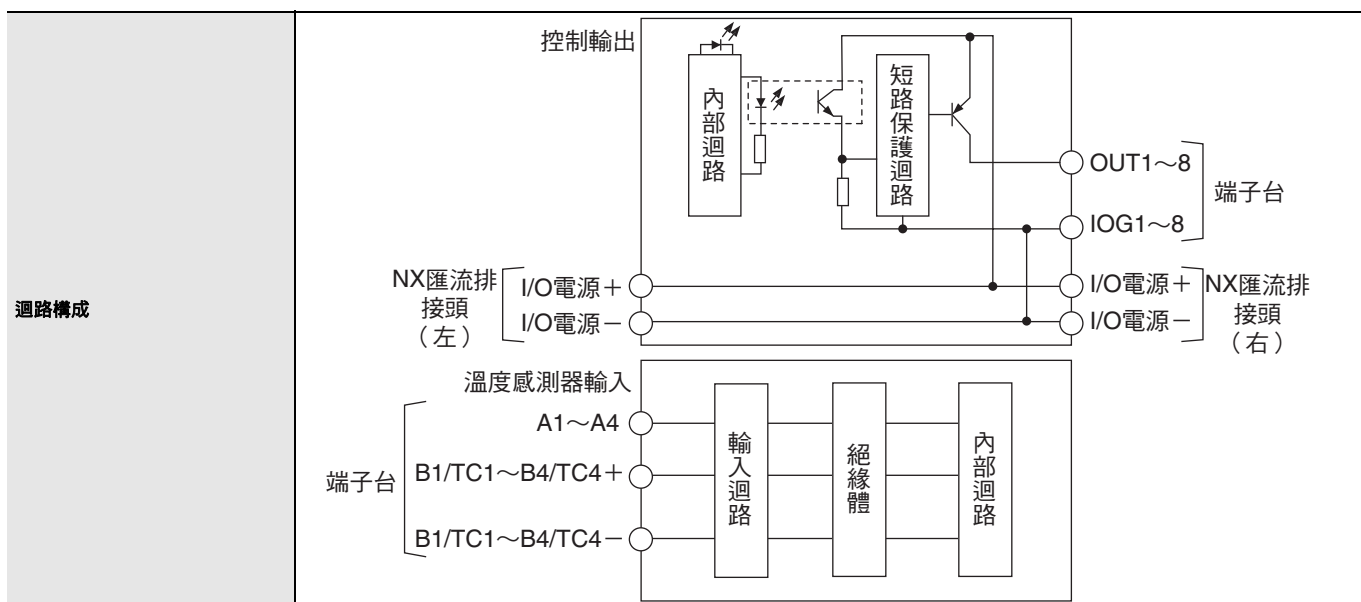 迴路構成
控制輸出
內部迴路
短路保護迴路
OUT1～8
IOG1～8
端子台
NX匯流排
接頭
（左）
I/O電源＋
I/O電源－
I/O電源＋
I/O電源－
NX匯流排
接頭
（右）
溫度感測器輸入
端子台
A1～A4
B1/TC1～B4/TC4＋
B1/TC1～B4/TC4－
輸入迴路
絕緣體
內部迴路